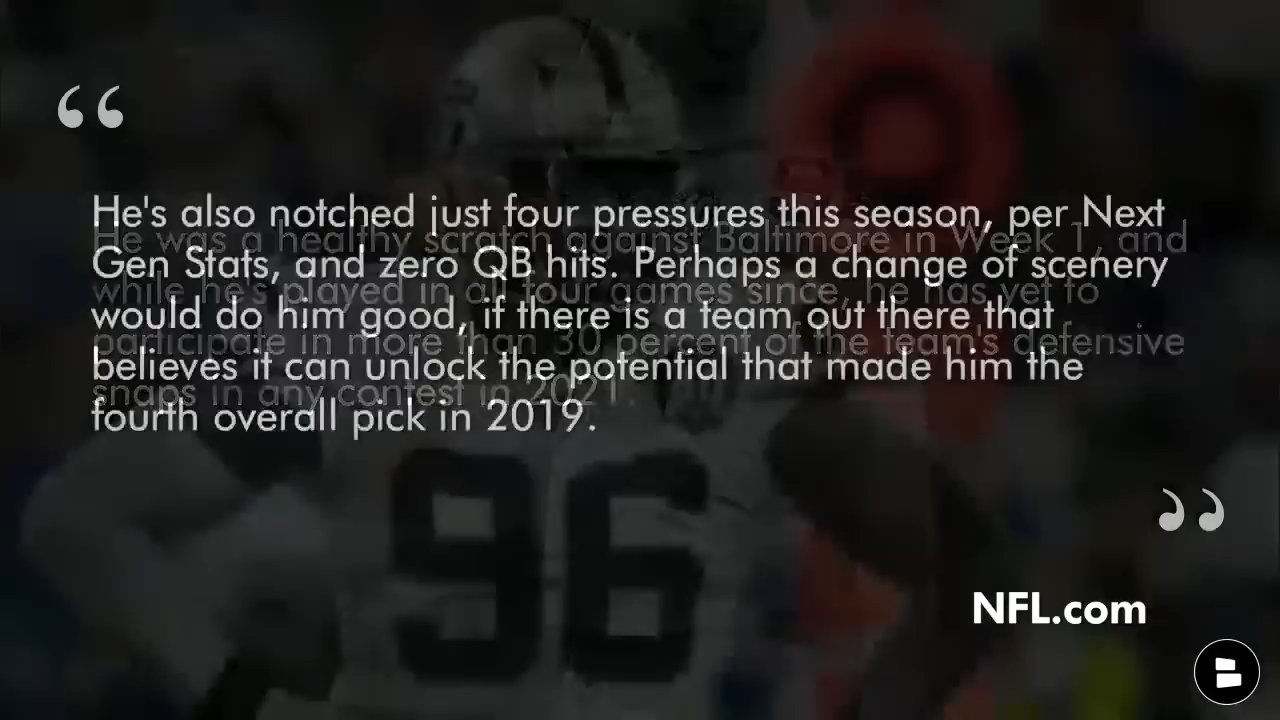 He's also notched just four pressures this season, per Next
Gen Stats, and zero QB hits. Perhaps a change of scenery
would do him good, if there is a team out there that
believes it can unlock the potential that made him the
fourth overall pick in 2019.
He was a healthy scratch against Baltimore in Week 1, and
while he's played in all four games since, he has yet to
participate in more than 30 percent of the team's defensive
snaps in any contest in 2021.
96
NFL.com